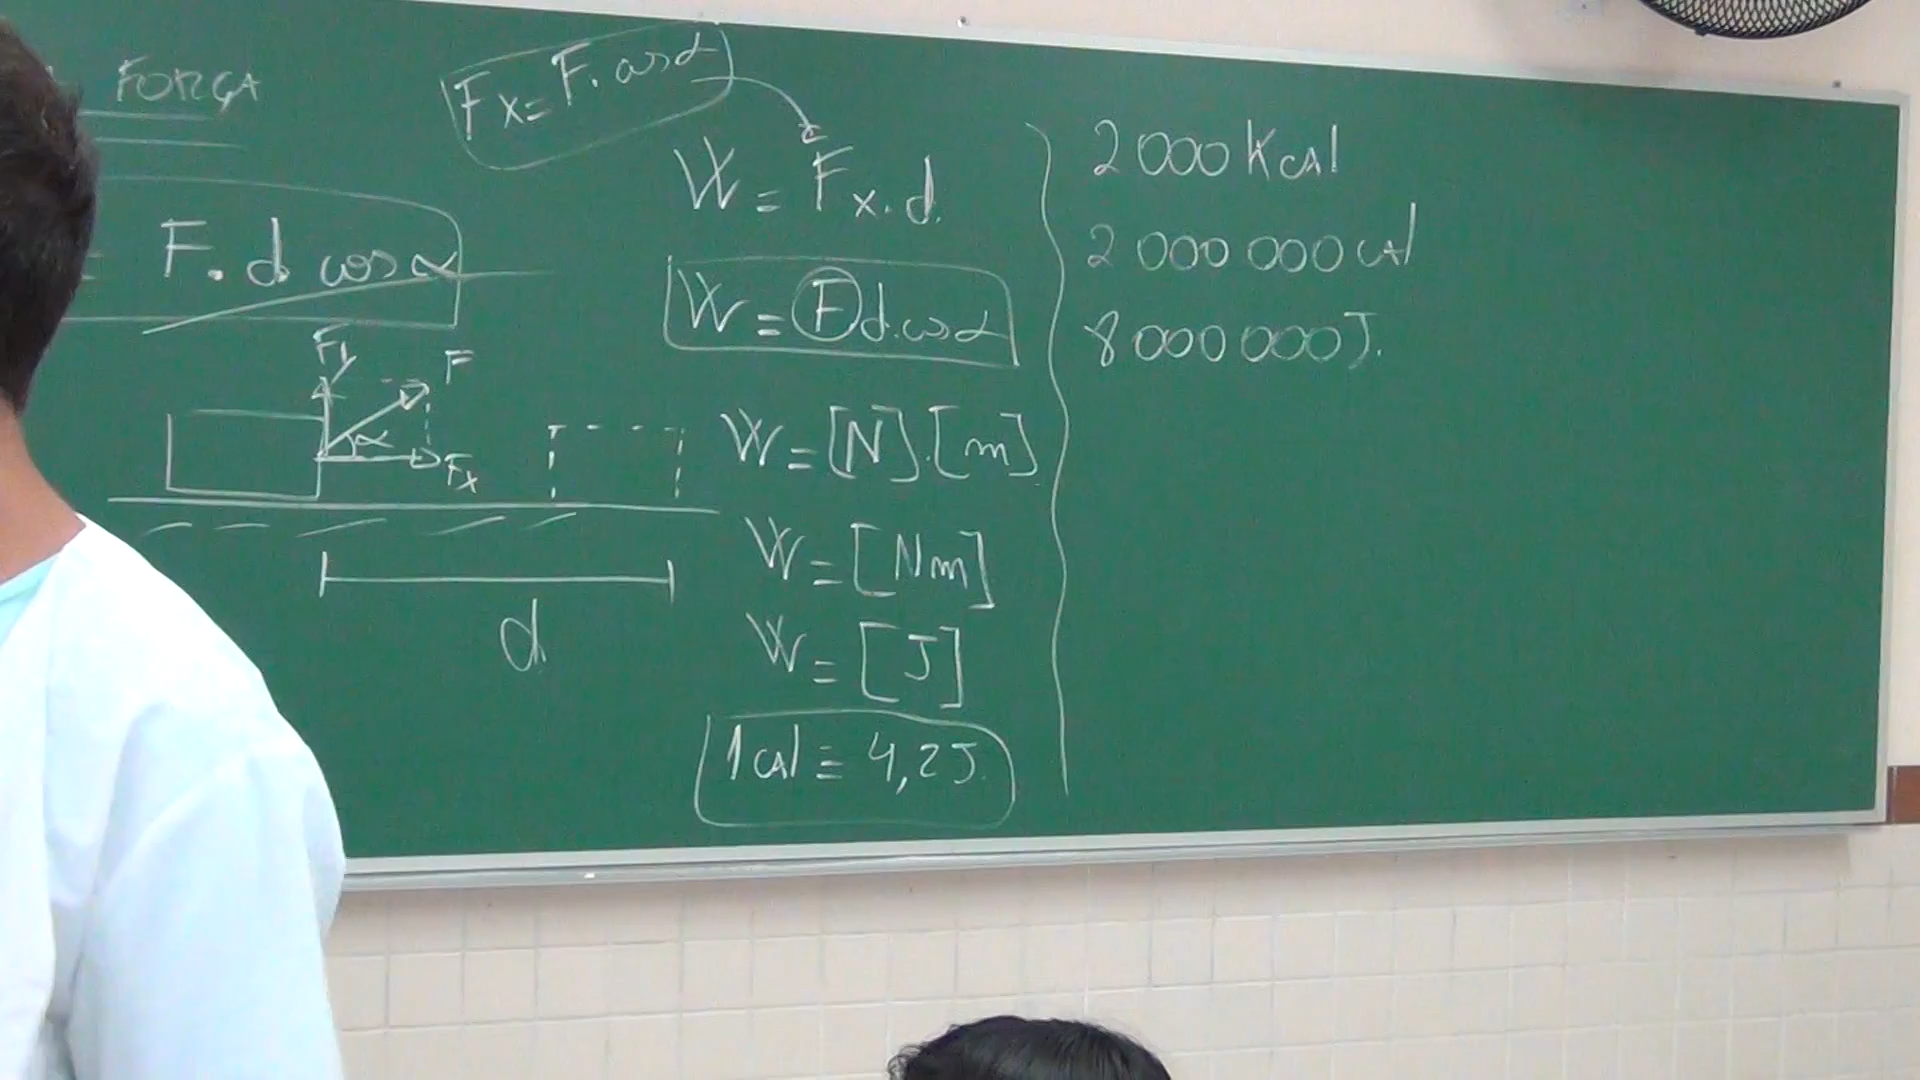 FORÇA
= F. d. cos α
Fy
F
α
Fx
d
Fx = F. cos α
W = Fx. d.
W = F d. cos α
W = [N].[m]
W = [Nm]
W = [J]
1 cal = 4,2J.
2 000 Kcal
2 000 000 cal
8 000 000 J.